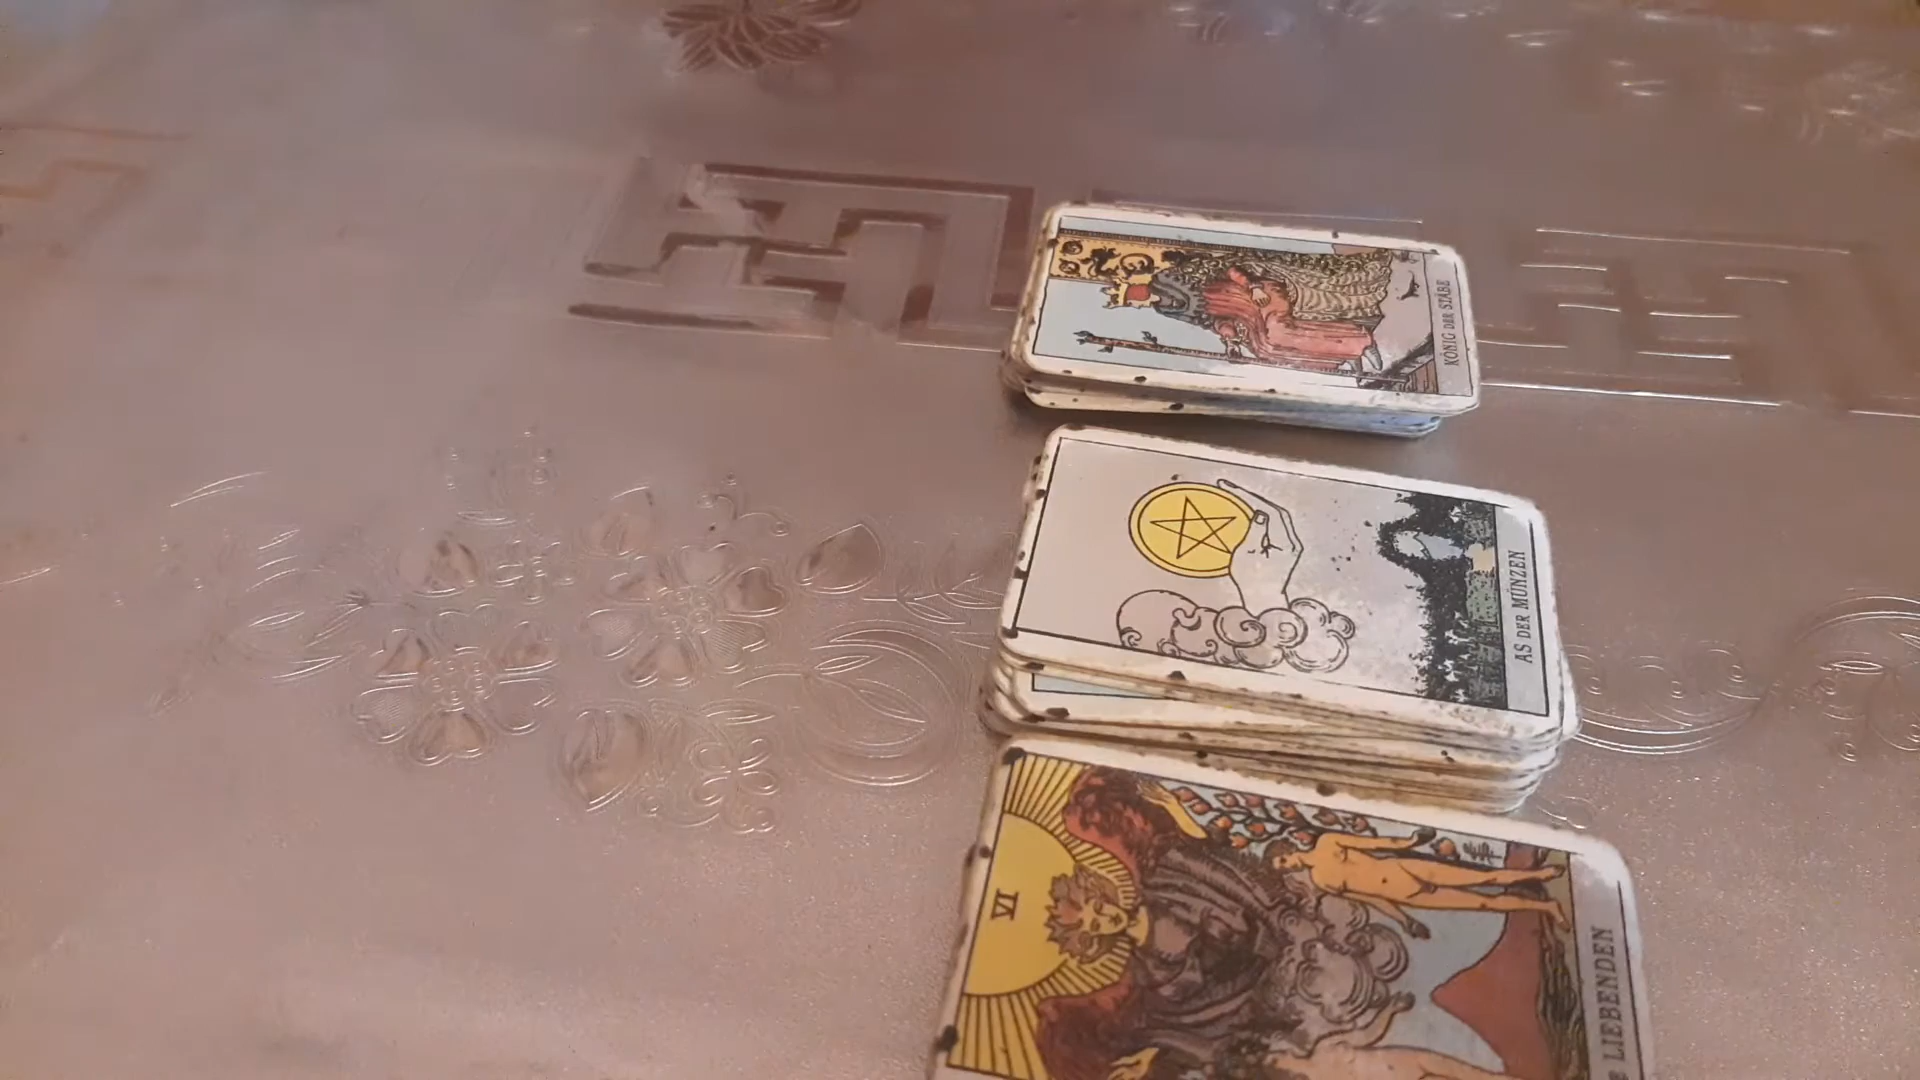 KÖNIG DER STÄBE
AS DER MÜNZEN
VI
LIEBENDEN